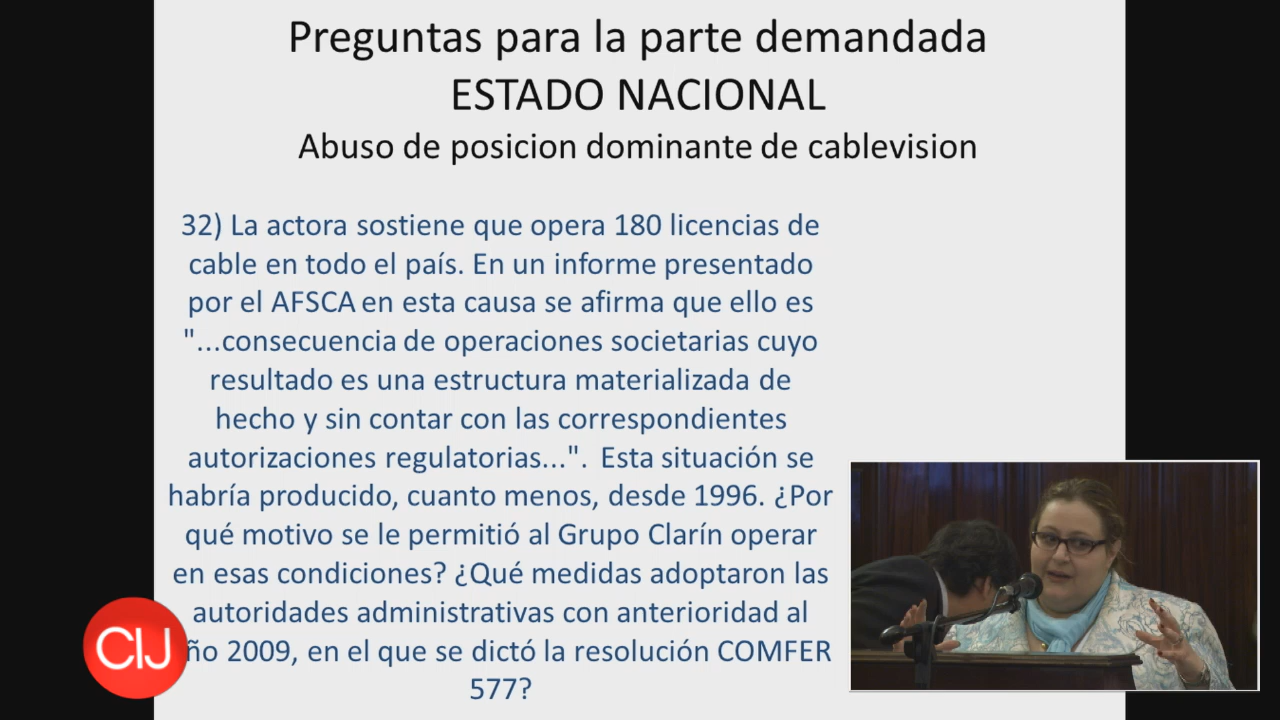 Preguntas para la parte demandada
ESTADO NACIONAL
Abuso de posicion dominante de cablevision
32) La actora sostiene que opera 180 licencias de
cable en todo el país. En un informe presentado
por el AFSCA en esta causa se afirma que ello es
"...consecuencia de operaciones societarias cuyo
resultado es una estructura materializada de
hecho y sin contar con las correspondientes
autorizaciones regulatorias...". Esta situación se
habría producido, cuanto menos, desde 1996. ¿Por
qué motivo se le permitió al Grupo Clarín operar
en esas condiciones? ¿Qué medidas adoptaron las
autoridades administrativas con anterioridad al
ño 2009, en el que se dictó la resolución COMFER
577?
CIJ